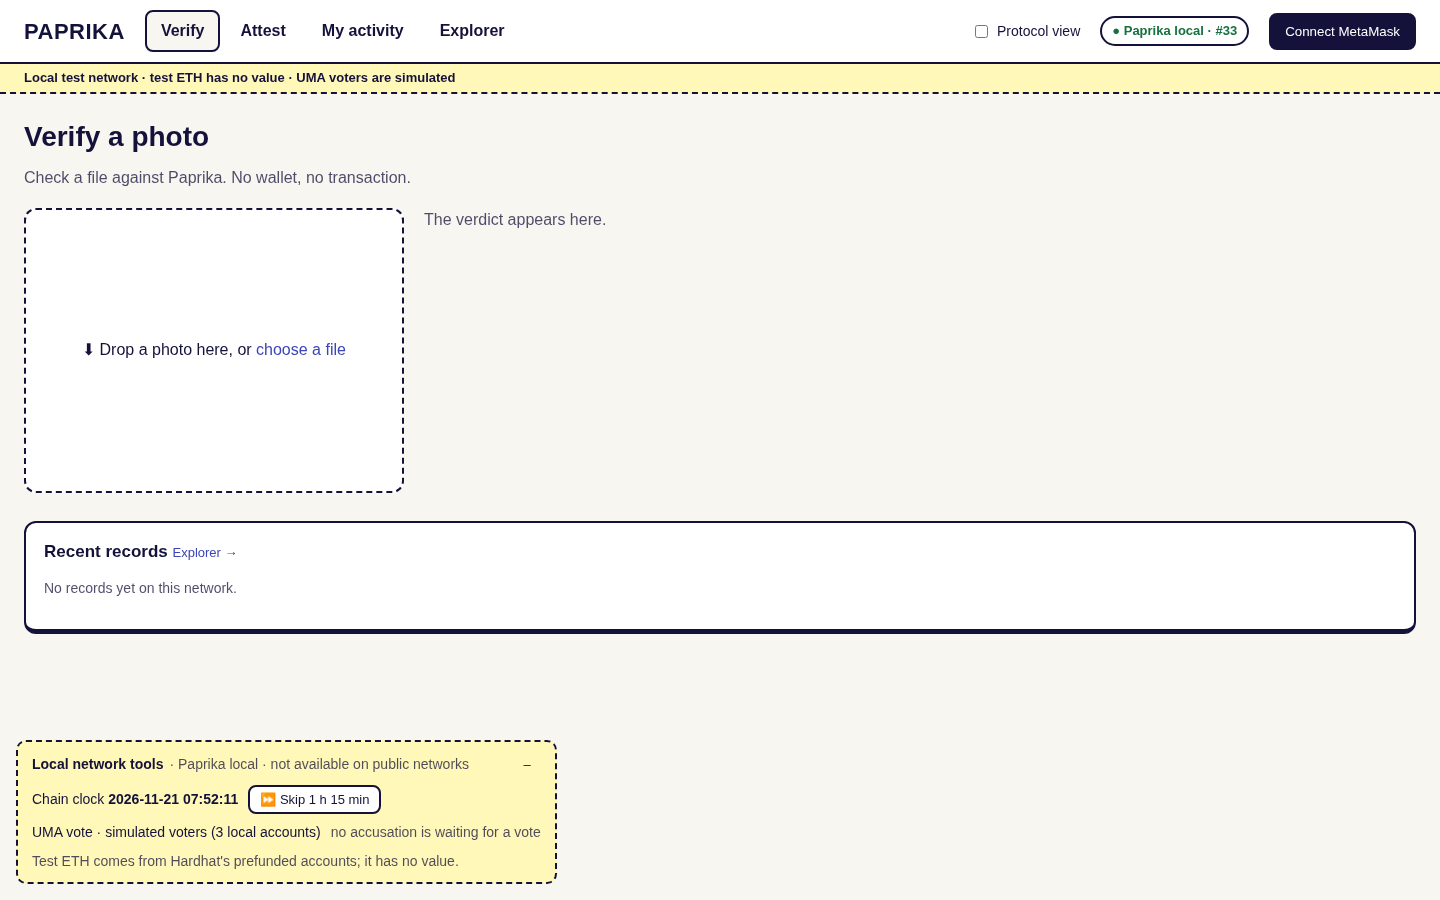 PAPRIKA Verify Attest My activity Explorer Protocol view ● Paprika local · #33 Connect MetaMask
Local test network · test ETH has no value · UMA voters are simulated
Verify a photo
Check a file against Paprika. No wallet, no transaction.
⬇ Drop a photo here, or choose a file
The verdict appears here.
Recent records Explorer →
No records yet on this network.
Local network tools · Paprika local · not available on public networks –
Chain clock 2026-11-21 07:52:11 ⏩ Skip 1 h 15 min
UMA vote · simulated voters (3 local accounts) no accusation is waiting for a vote
Test ETH comes from Hardhat's prefunded accounts; it has no value.